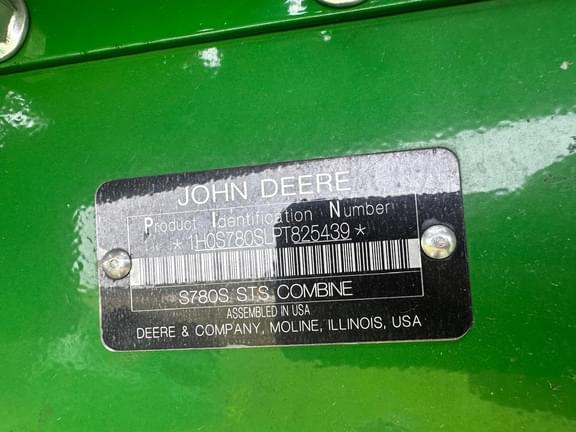 JOHN DEERE
Product Identification Number
*1H0S780SLPT825439*
S780S STS COMBINE
ASSEMBLED IN USA
DEERE & COMPANY, MOLINE, ILLINOIS, USA